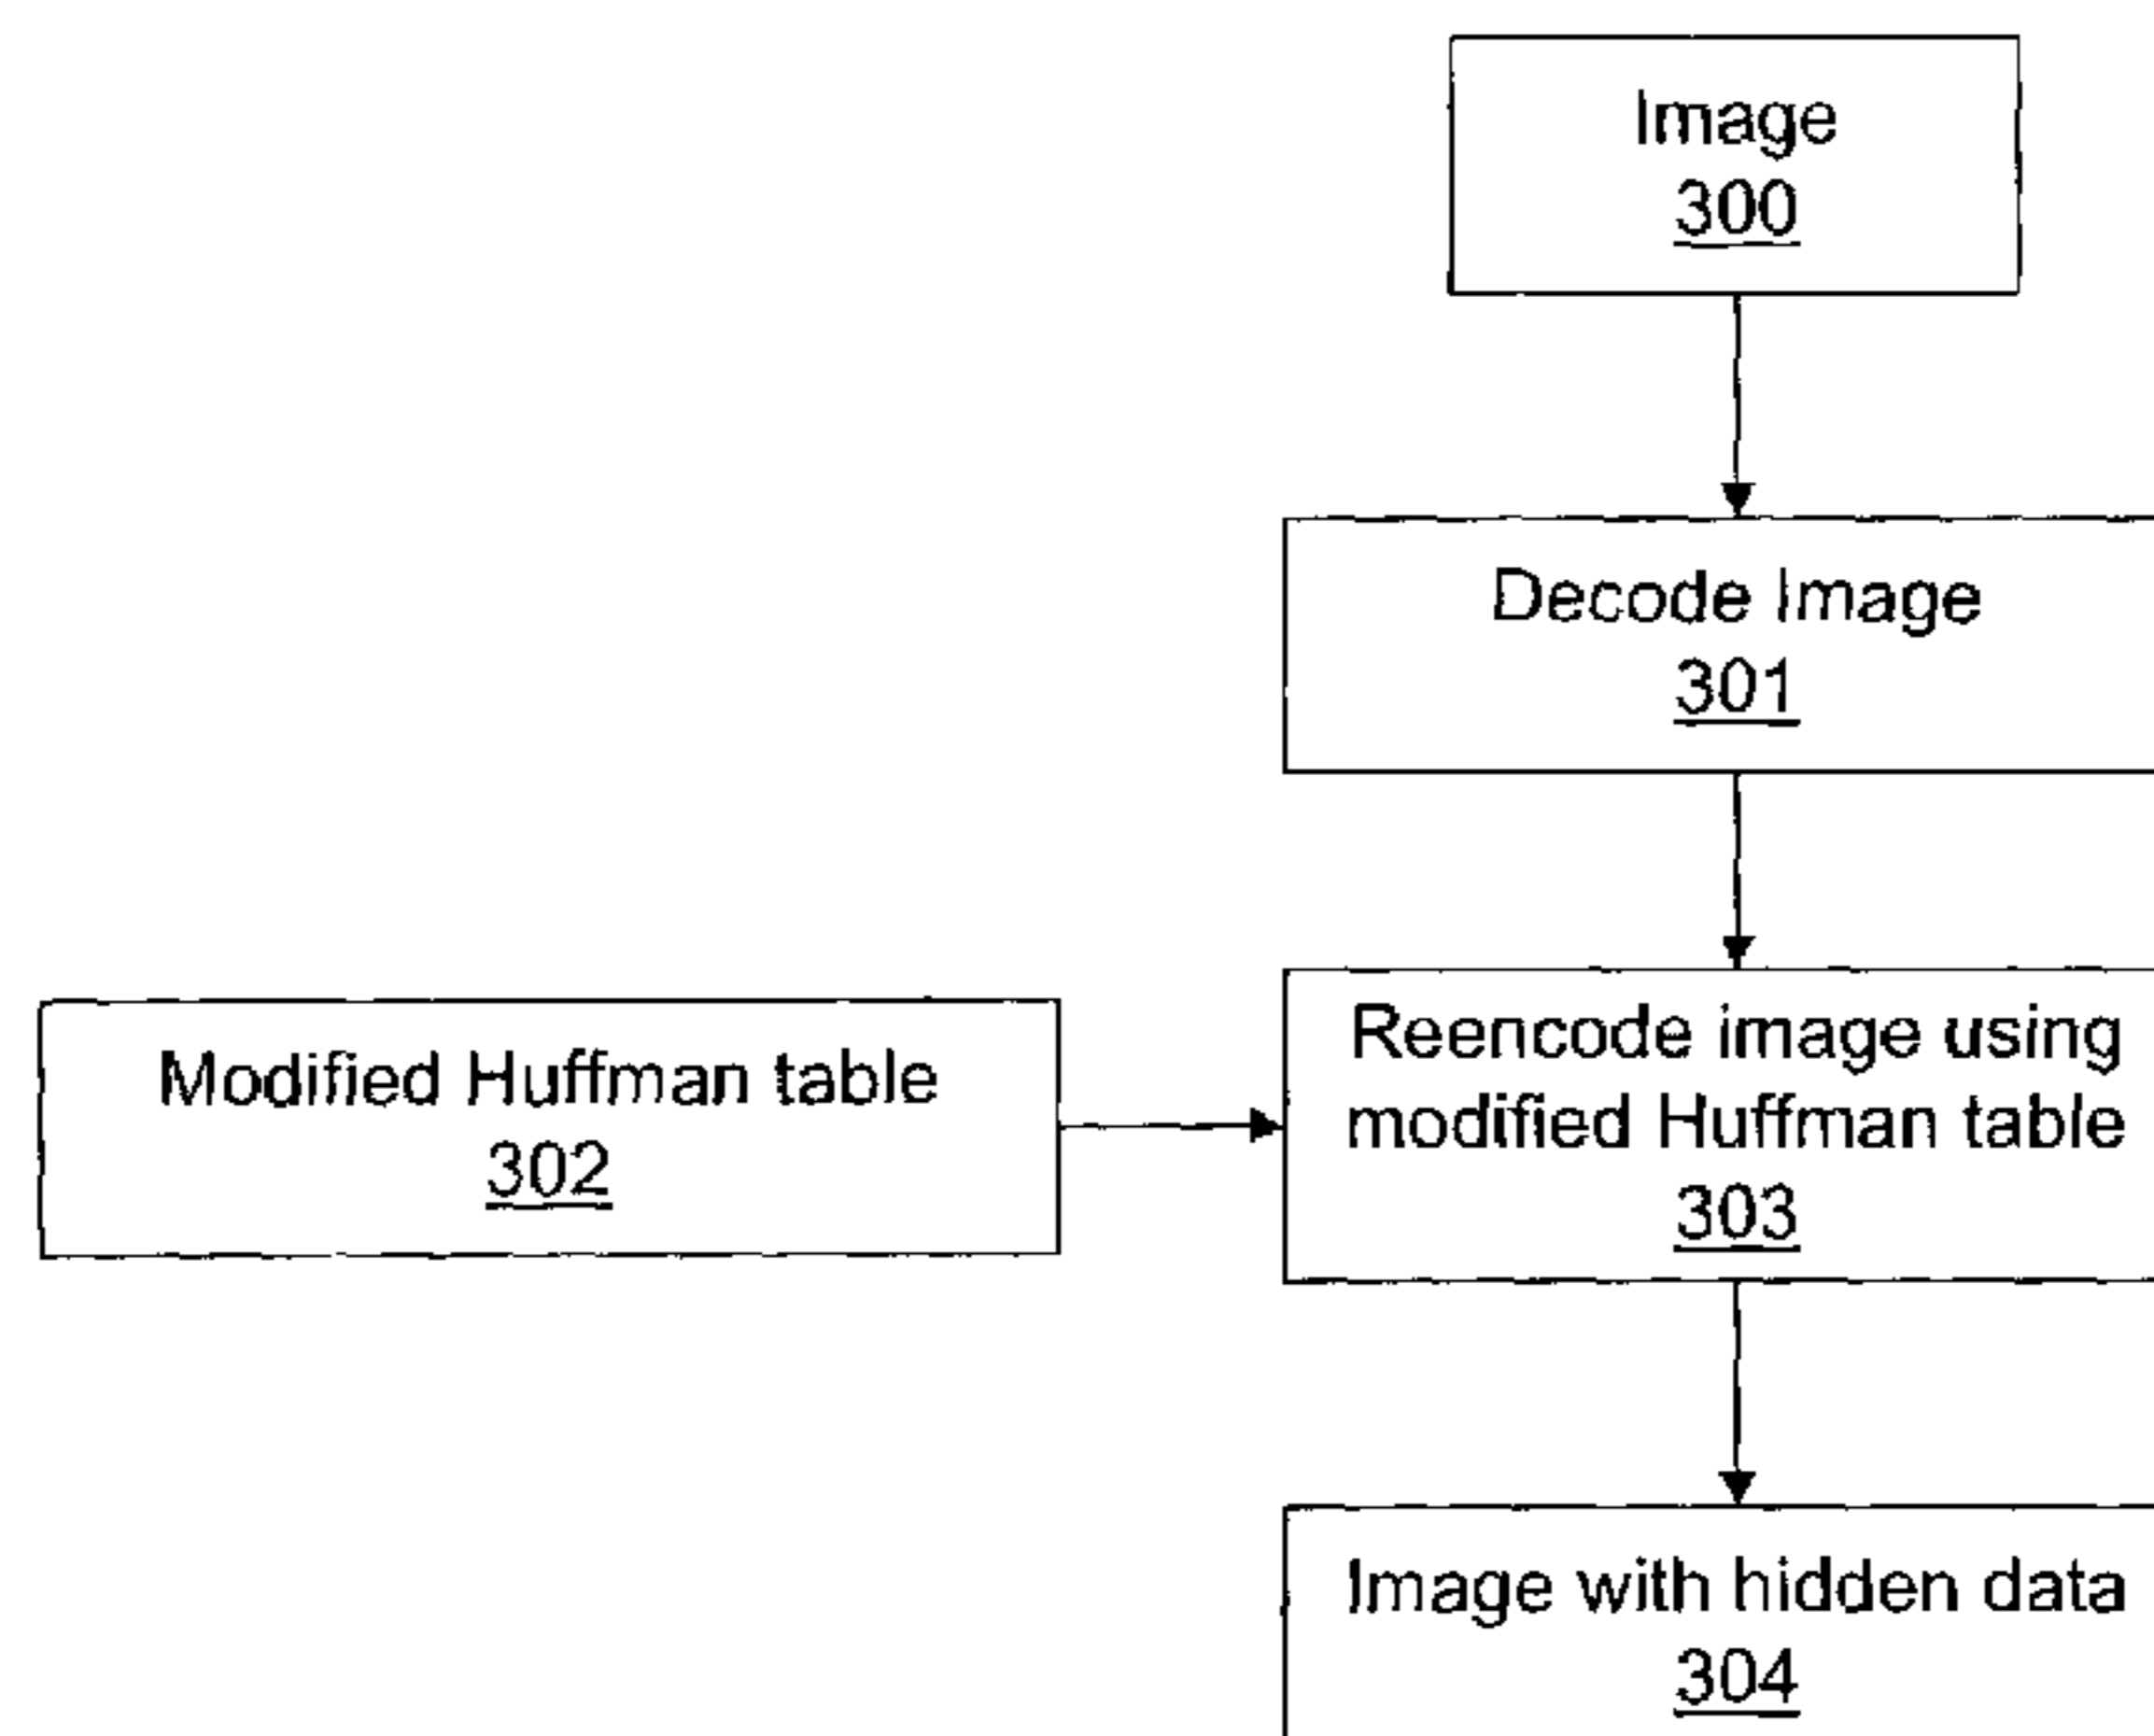 Image
300
Decode Image
301
Modified Huffman table
302
Reencode image using
modified Huffman table
303
Image with hidden data
304